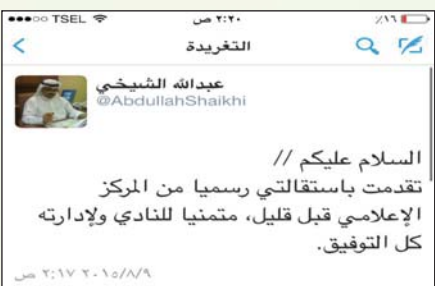 TSEL ٢:٢٠ ص ٪١٦
التغريدة
عبدالله الشيخي
@AbdullahShaikhi
السلام عليكم //
تقدمت باستقالتي رسميا من المركز
الإعلامي قبل قليل، متمنيا للنادي ولإدارته
كل التوفيق.
٢٠١٥/٨/٩ ٢:١٧ ص